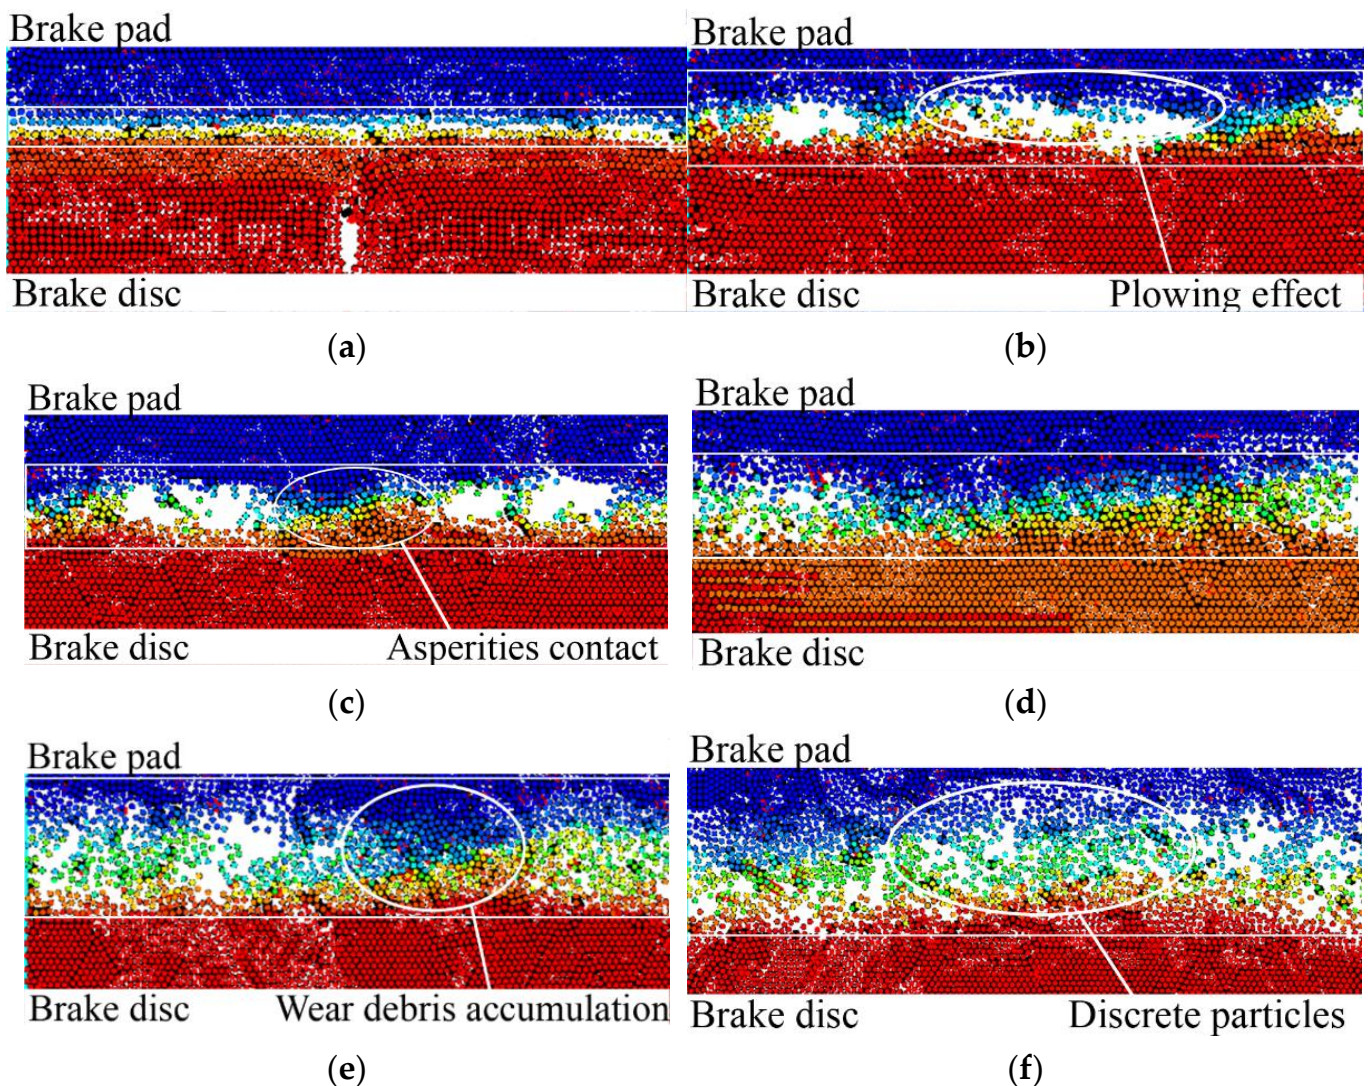 Brake pad
Brake disc
(a)
Brake pad
Brake disc
Plowing effect
(b)
Brake pad
Brake disc
Asperities contact
(c)
Brake pad
Brake disc
(d)
Brake pad
Brake disc
Wear debris accumulation
(e)
Brake pad
Brake disc
Discrete particles
(f)